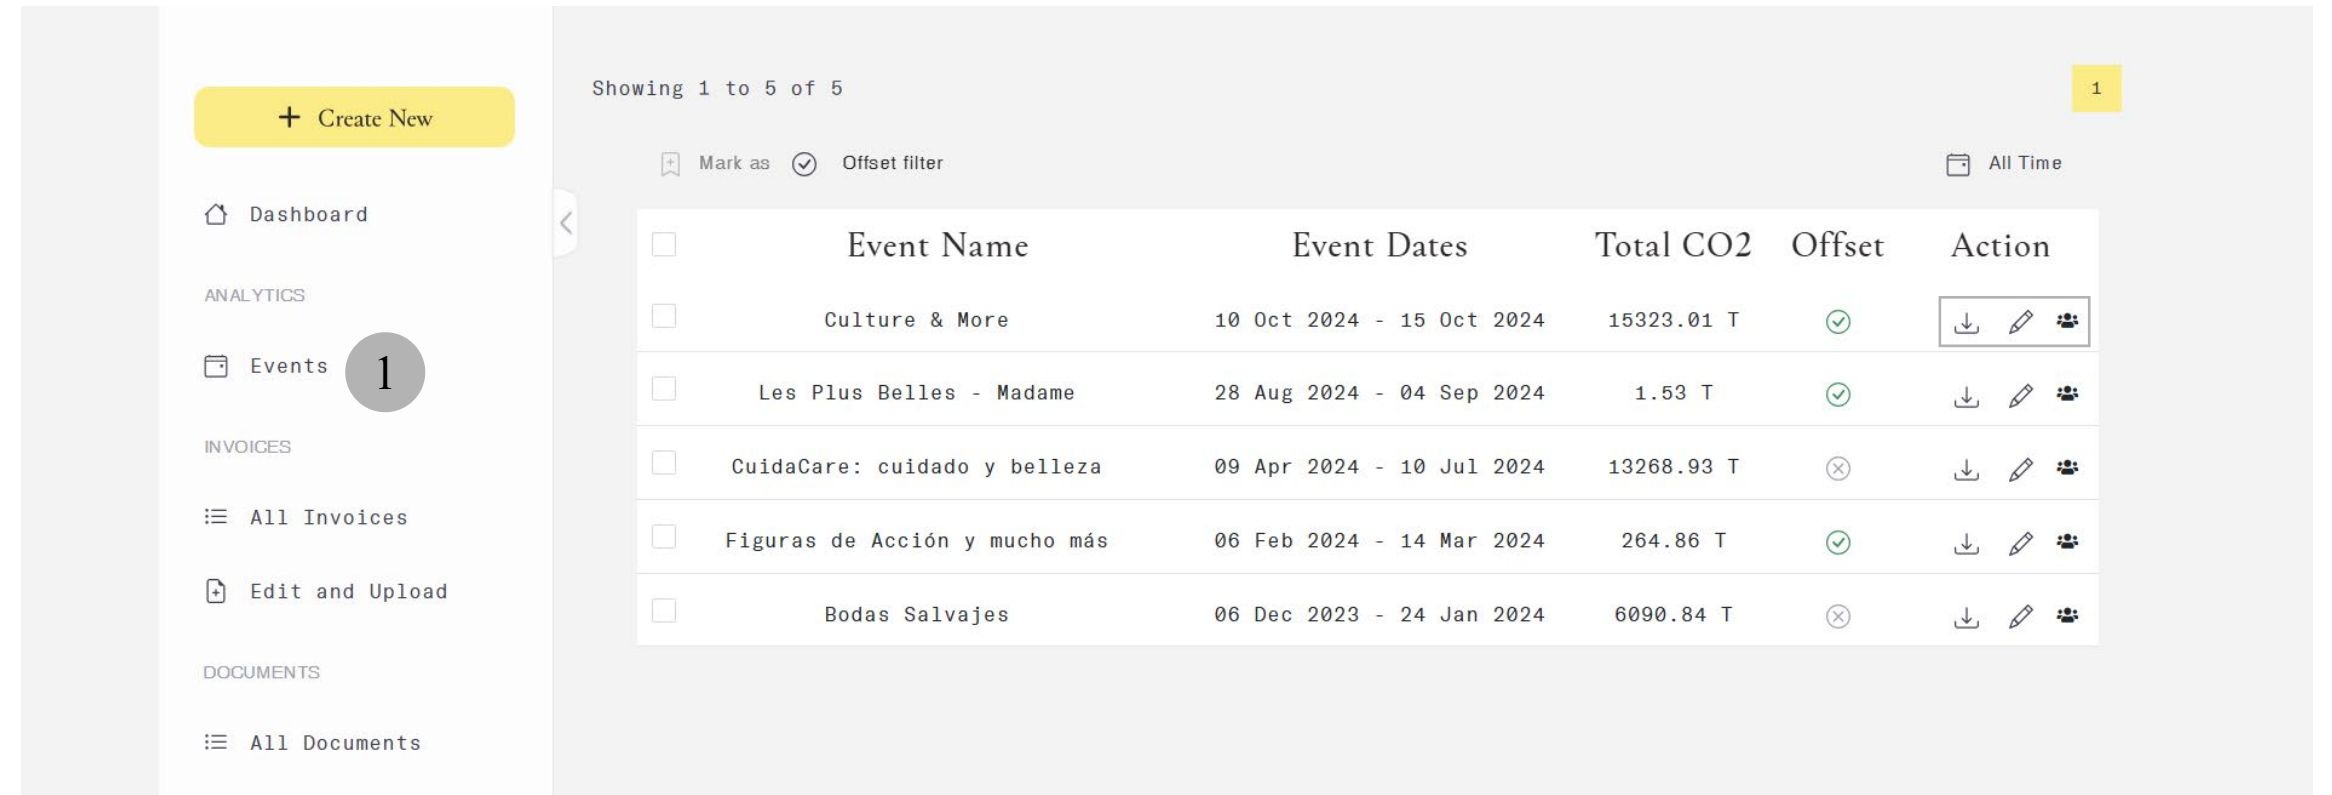 + Create New
Dashboard
ANALYTICS
Events
1
INVOICES
All Invoices
Edit and Upload
DOCUMENTS
All Documents
Showing 1 to 5 of 5
1
Mark as Offset filter
All Time
Event Name Event Dates Total CO2 Offset Action
Culture & More 10 Oct 2024 - 15 Oct 2024 15323.01 T
Les Plus Belles - Madame 28 Aug 2024 - 04 Sep 2024 1.53 T
CuidaCare: cuidado y belleza 09 Apr 2024 - 10 Jul 2024 13268.93 T
Figuras de Acción y mucho más 06 Feb 2024 - 14 Mar 2024 264.86 T
Bodas Salvajes 06 Dec 2023 - 24 Jan 2024 6090.84 T